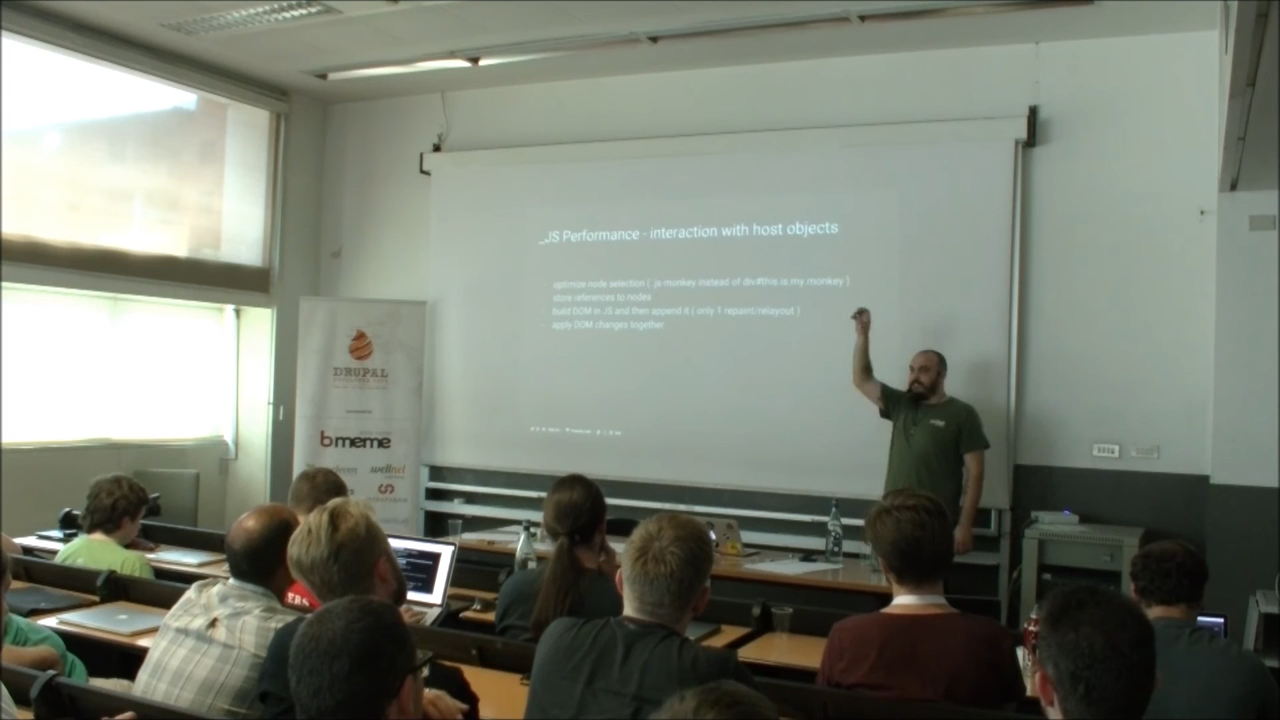 _JS Performance - interaction with host objects
optimize node selection ( .js-monkey instead of div#this.is.my.monkey )
store references to nodes
build DOM in JS and then append it ( only 1 repaint/relayout )
- apply DOM changes together
DRUPAL
bmeme
wellnet
ERS